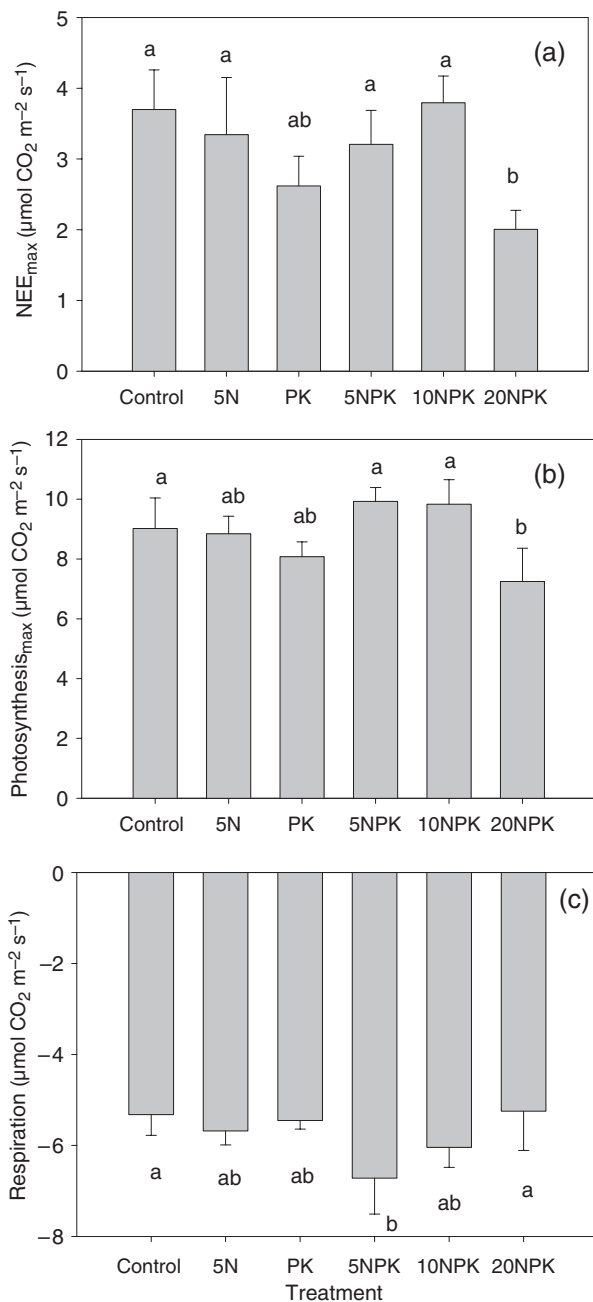 (a)
NEEmax (µmol CO2 m–2 s–1)
5
4
3
2
1
0
a a ab a a b
Control 5N PK 5NPK 10NPK 20NPK
(b)
Photosynthesismax (µmol CO2 m–2 s–1)
12
10
8
6
4
2
0
a ab ab a a b
Control 5N PK 5NPK 10NPK 20NPK
(c)
Respiration (µmol CO2 m–2 s–1)
0
–2
–4
–6
–8
a ab ab b ab a
Control 5N PK 5NPK 10NPK 20NPK
Treatment